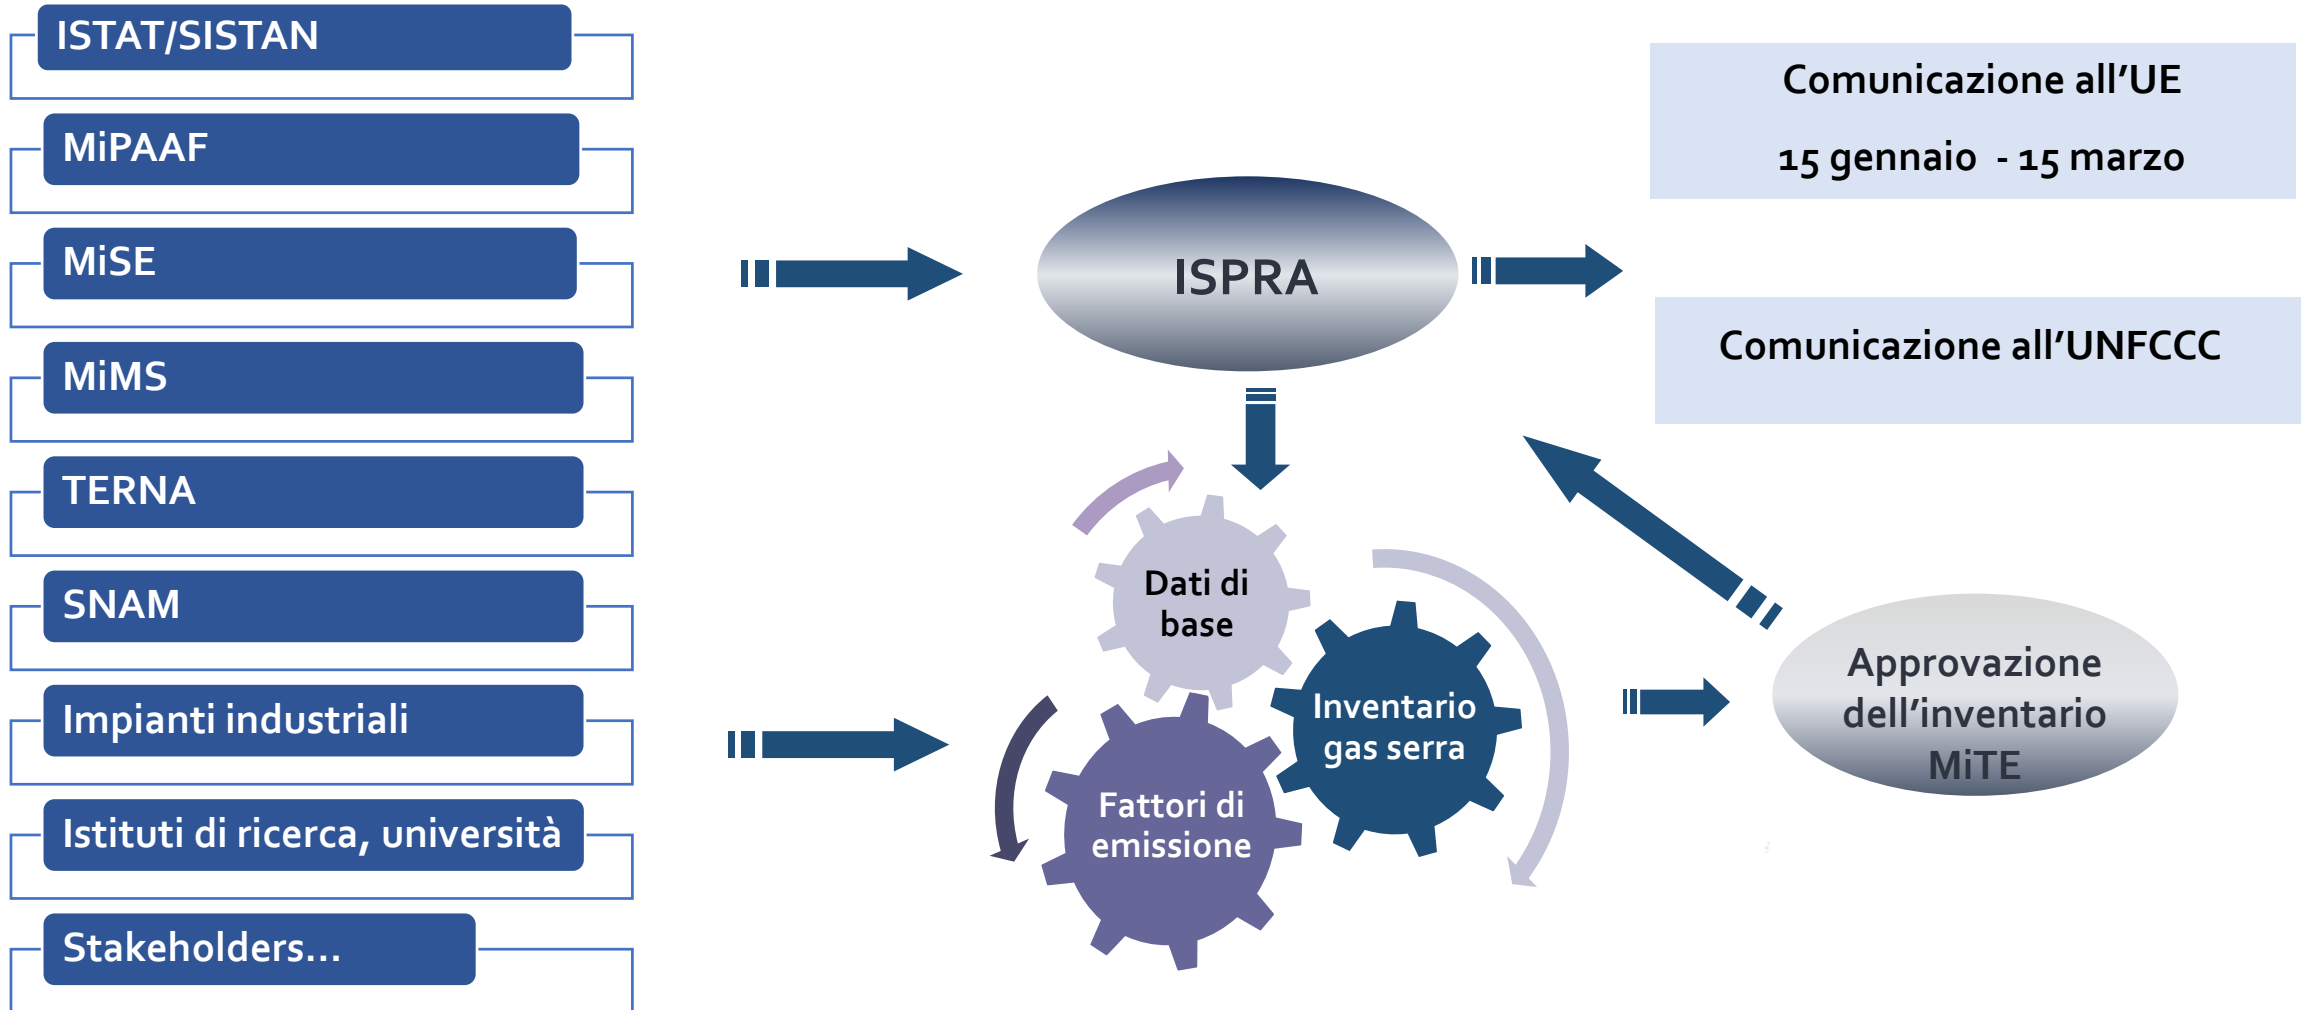 ISTAT/SISTAN
MiPAAF
MiSE
MiMS
TERNA
SNAM
Impianti industriali
Istituti di ricerca, università
Stakeholders...
ISPRA
Comunicazione all’UE
15 gennaio - 15 marzo
Comunicazione all’UNFCCC
Dati di
base
Inventario
gas serra
Fattori di
emissione
Approvazione
dell’inventario
MiTE